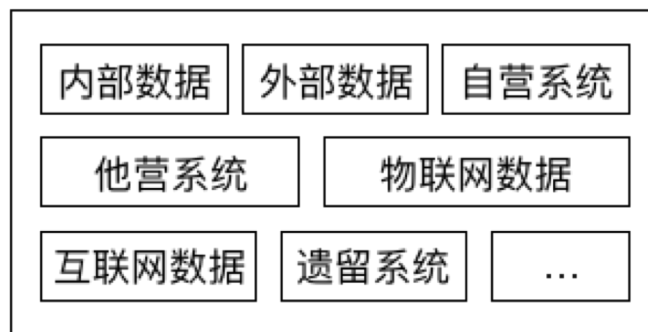 内部数据 外部数据 自营系统
他营系统 物联网数据
互联网数据 遗留系统 …